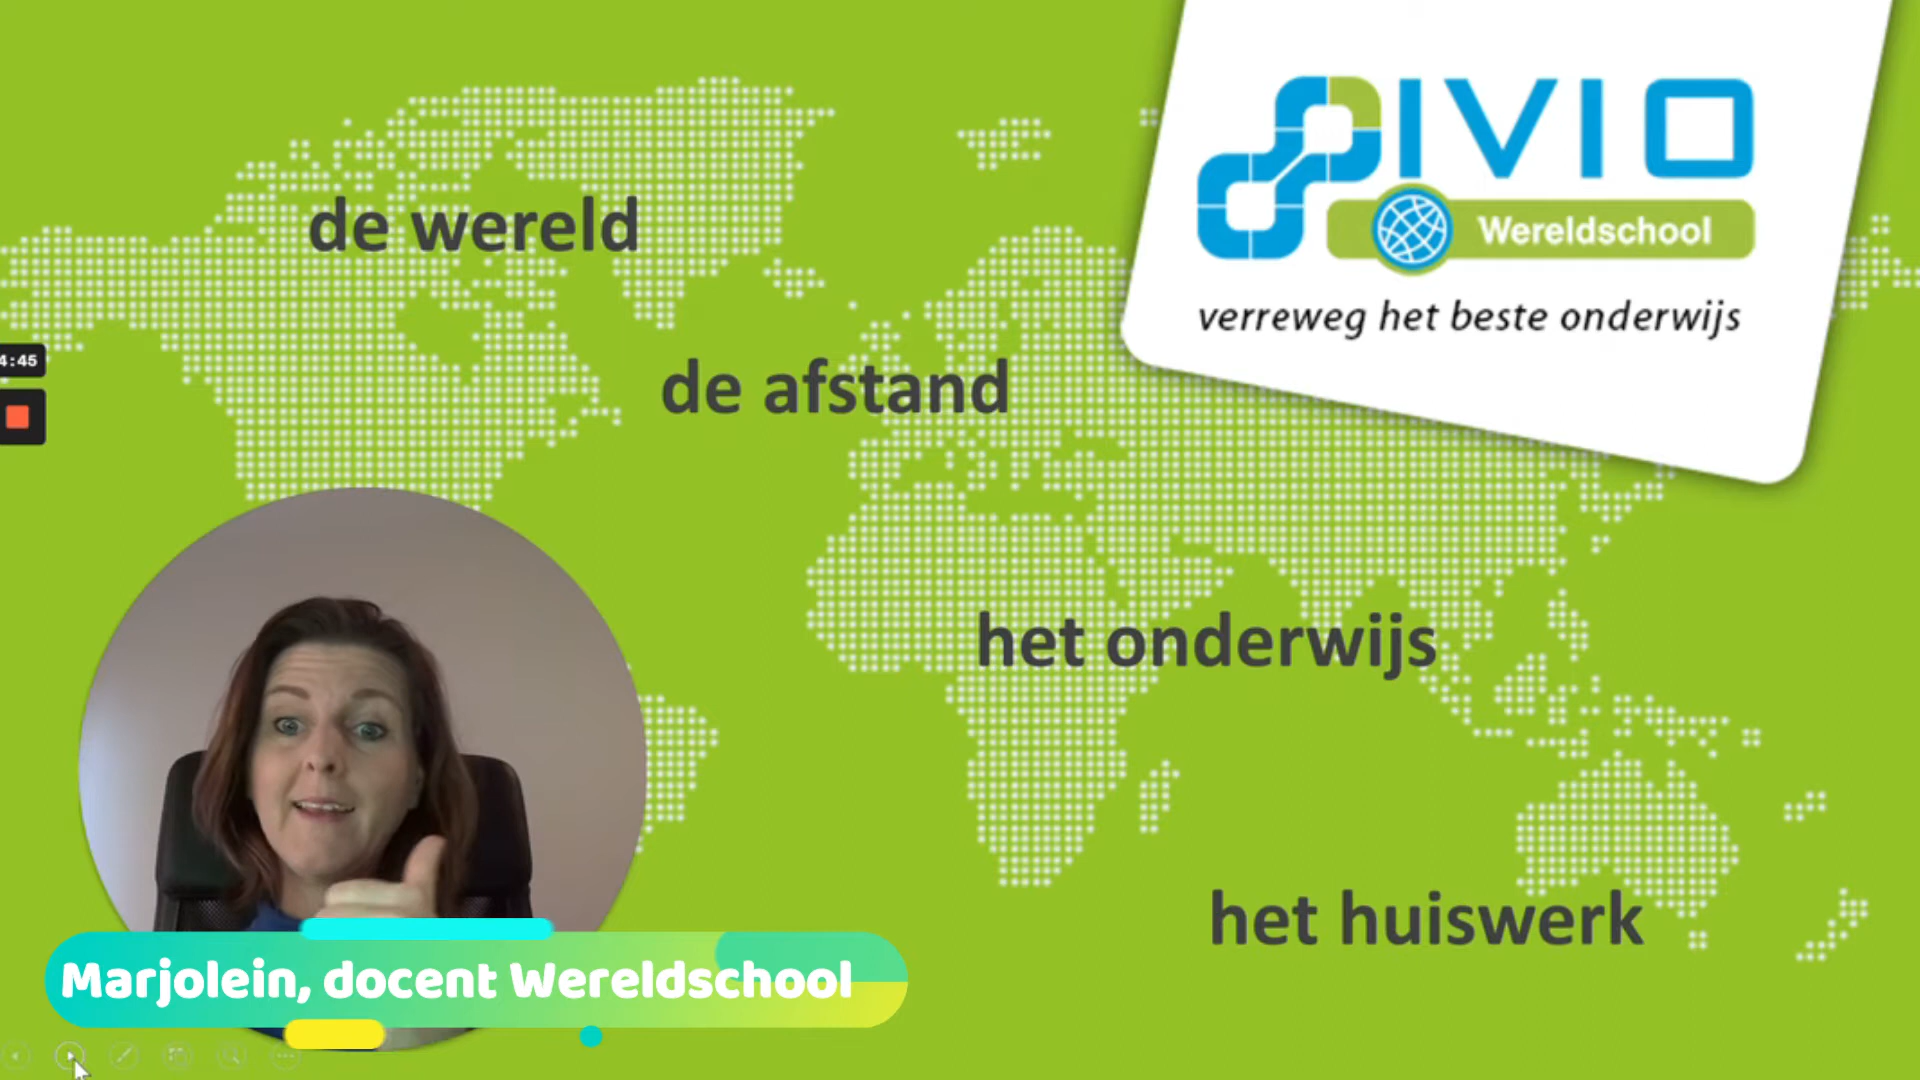 IVIO
Wereldschool
verreweg het beste onderwijs
de wereld
de afstand
het onderwijs
het huiswerk
4:45
Marjolein, docent Wereldschool